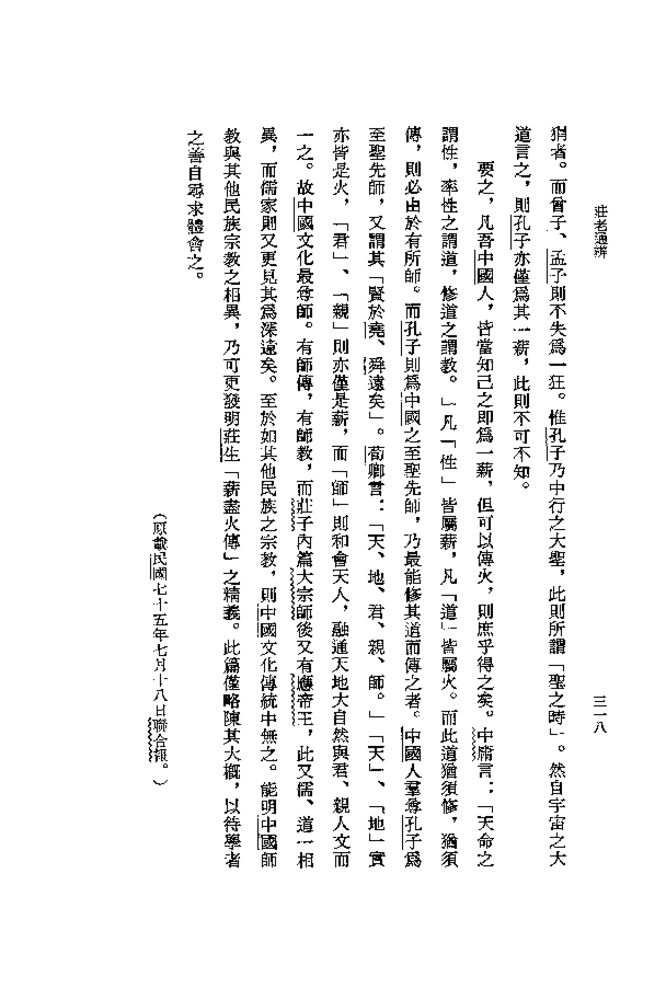 莊老通辨
三一八
狷者。而曾子、孟子則不失爲一狂。惟孔子乃中行之大聖，此則所謂「聖之時」。然自宇宙之大
道言之，則孔子亦僅爲其一薪，此則不可不知。
要之，凡吾中國人，皆當知己之即爲一薪，但可以傳火，則庶乎得之矣。中庸言：「天命之
謂性，率性之謂道，修道之謂教。」凡「性」皆屬薪，凡「道」皆屬火。而此道猶須修，猶須
傳，則必由於有所師。而孔子則爲中國之至聖先師，乃最能修其道而傳之者。中國人羣尊孔子爲
至聖先師，又謂其「賢於堯、舜遠矣」。荀卿言：「天、地、君、親、師。」「天」、「地」實
亦皆是火，「君」、「親」則亦僅是薪，而「師」則和會天人，融通天地大自然與君、親人文而
一之。故中國文化最尊師。有師傳，有師教，而莊子內篇大宗師後又有應帝王，此又儒、道一相
異，而儒家則又更見其爲深遠矣。至於如其他民族之宗教，則中國文化傳統中無之。能明中國師
教與其他民族宗教之相異，乃可更發明莊生「薪盡火傳」之精義。此篇僅略陳其大概，以待學者
之善自尋求體會之。
（原載民國七十五年七月十八日聯合報。）